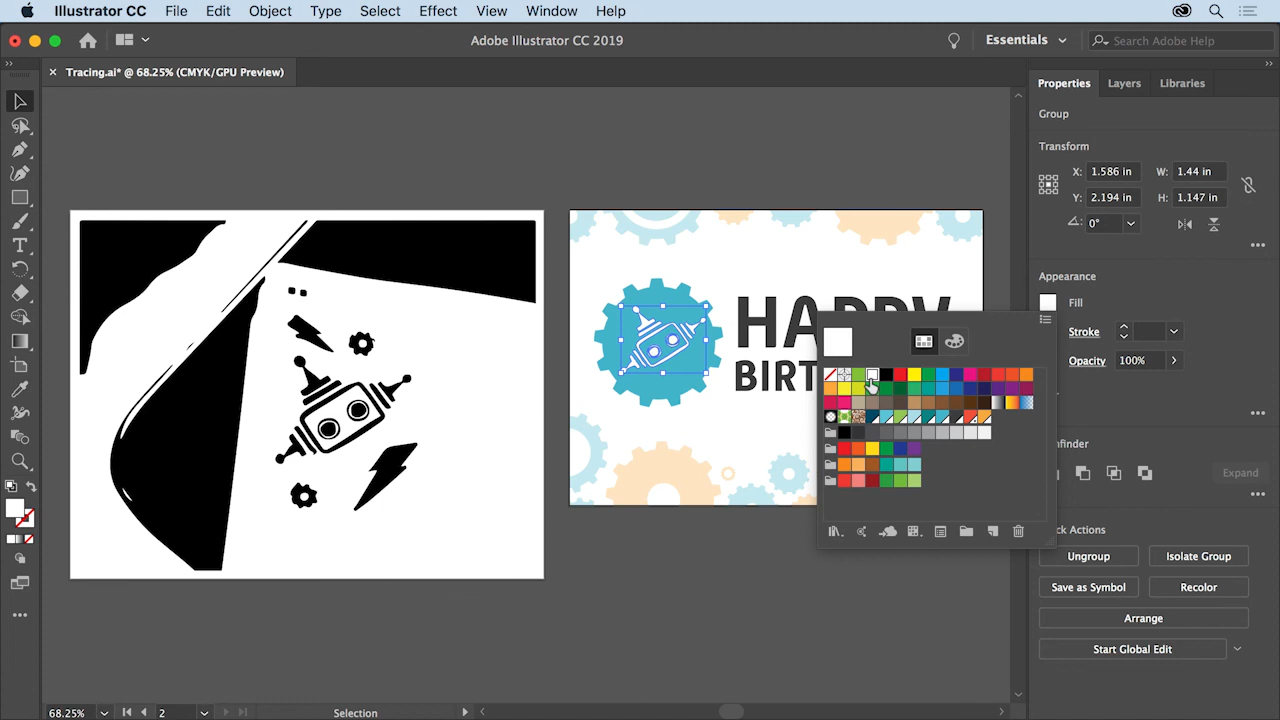 Illustrator CC File Edit Object Type Select Effect View Window Help
Adobe Illustrator CC 2019
Essentials
Search Adobe Help
Tracing.ai* @ 68.25% (CMYK/GPU Preview)
Properties Layers Libraries
Group
Transform
X: 1.586 in W: 1.44 in
Y: 2.194 in H: 1.147 in
0°
Appearance
Fill
Stroke
Opacity 100%
HAPPY
BIRT
thfinder
Expand
ck Actions
Ungroup Isolate Group
Save as Symbol Recolor
Arrange
Start Global Edit
68.25% 2 Selection